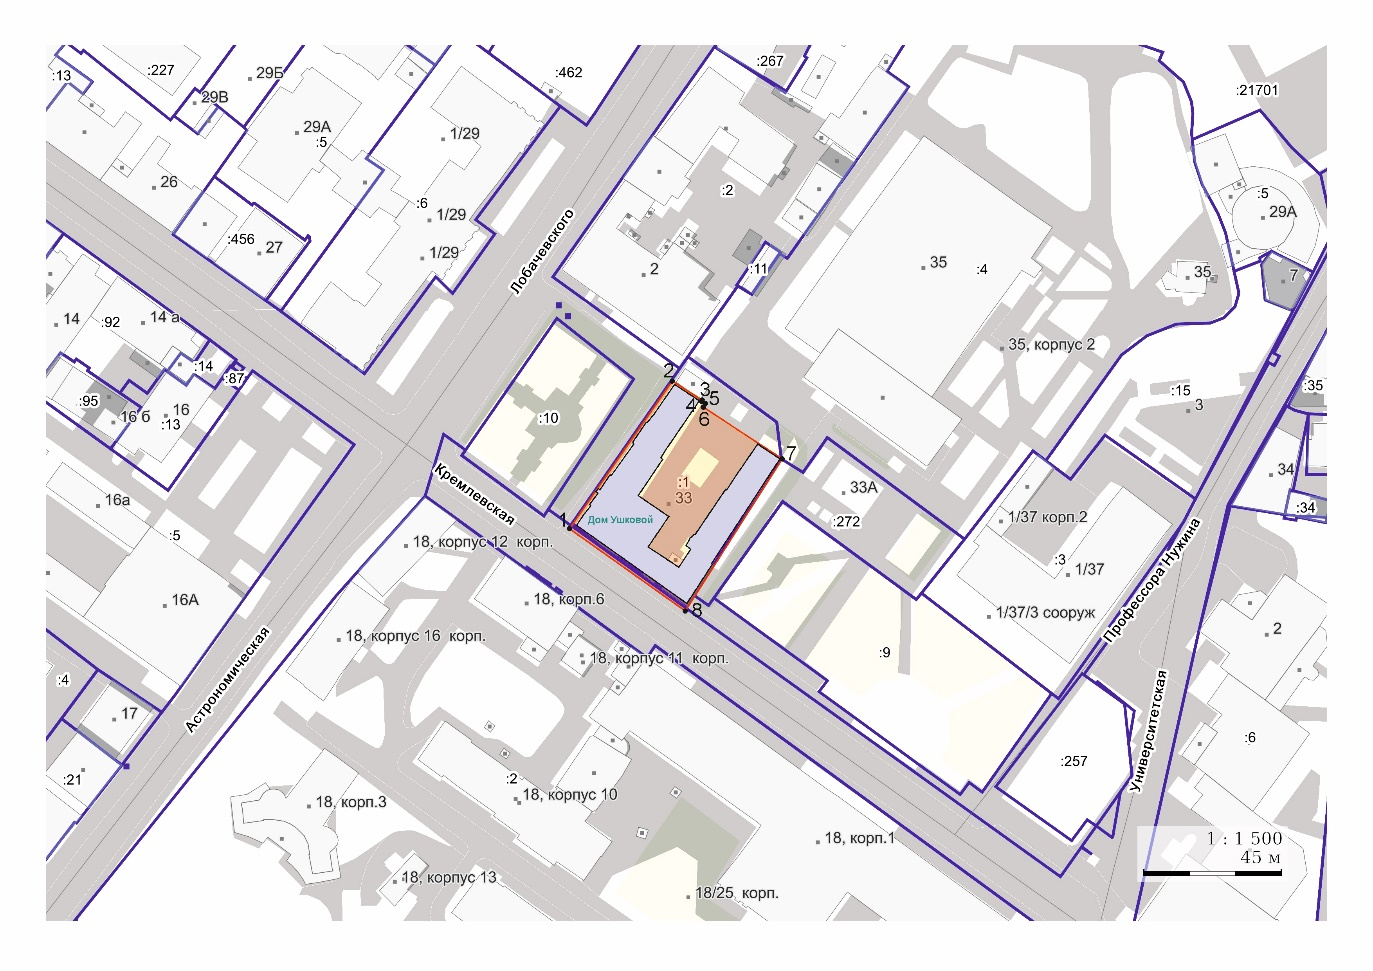 :13
:227
29Б
29В
:462
:267
:21701
29А
:5
1/29
26
:6
1/29
1/29
:456
27
Лобачевского
:2
2
:11
35
:4
:5
29А
35
7
14
:92
14 а
:14
:87
:95
16 б
16
:13
35, корпус 2
:15
3
:35
:10
2
3
4
5
6
7
:1
33
Дом Ушковой
1
8
33А
:272
34
:34
Кремлевская
16а
:5
16А
18, корпус 12 корп.
18, корп.6
18, корпус 16 корп.
18, корпус 11 корп.
1/37 корп.2
:3
1/37
1/37/3 сооруж
Профессора Нужина
2
:9
Астрономическая
:4
17
:21
Университетская
:6
:257
:2
18, корпус 10
18, корп.3
18, корпус 13
18, корп.1
18/25 корп.
1 : 1 500
45 м